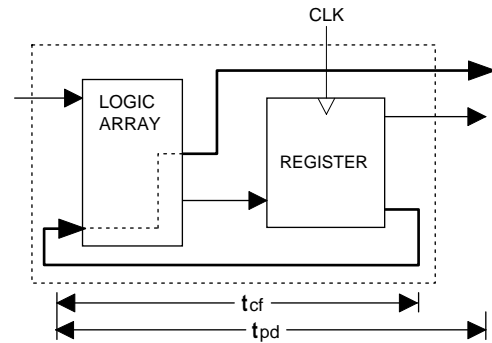 CLK
LOGIC
ARRAY
REGISTER
tcf
tpd